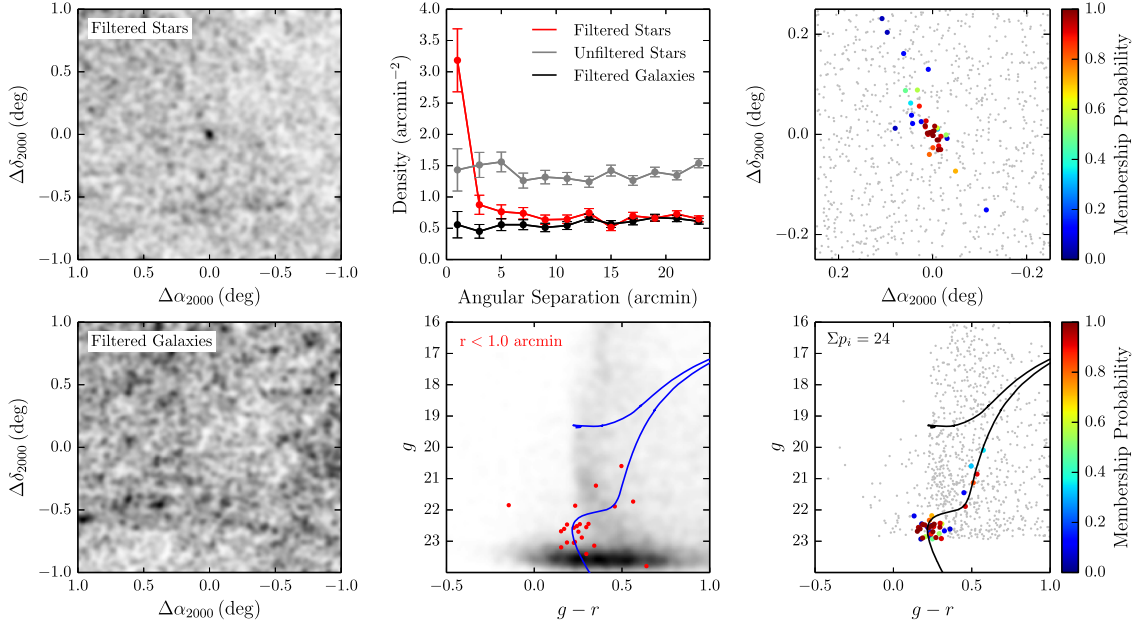 Filtered Stars
1.0
0.5
0.0
−0.5
−1.0
Δδ2000 (deg)
1.0 0.5 0.0 −0.5 −1.0
Δα2000 (deg)
4.0
3.5
3.0
2.5
2.0
1.5
1.0
0.5
0.0
Density (arcmin−2)
Filtered Stars
Unfiltered Stars
Filtered Galaxies
0 5 10 15 20
Angular Separation (arcmin)
0.2
0.0
−0.2
Δδ2000 (deg)
0.2 0.0 −0.2
Δα2000 (deg)
1.0
0.8
0.6
0.4
0.2
0.0
Membership Probability
Filtered Galaxies
1.0
0.5
0.0
−0.5
−1.0
Δδ2000 (deg)
1.0 0.5 0.0 −0.5 −1.0
Δα2000 (deg)
r < 1.0 arcmin
16
17
18
19
20
21
22
23
g
−0.5 0.0 0.5 1.0
g − r
Σpi = 24
16
17
18
19
20
21
22
23
g
−0.5 0.0 0.5 1.0
g − r
1.0
0.8
0.6
0.4
0.2
0.0
Membership Probability